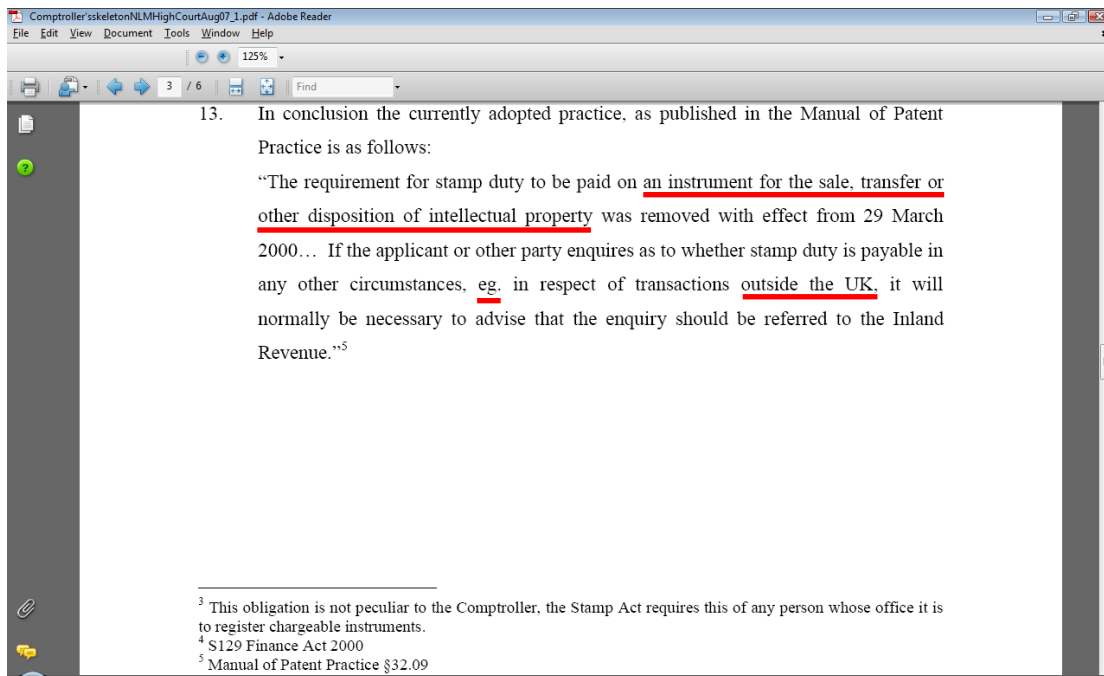 Comptroller'sskeletonNLMHighCourtAug07_1.pdf - Adobe Reader
File Edit View Document Tools Window Help
125%
3 / 6 Find
13. In conclusion the currently adopted practice, as published in the Manual of Patent
Practice is as follows:
“The requirement for stamp duty to be paid on an instrument for the sale, transfer or
other disposition of intellectual property was removed with effect from 29 March
2000… If the applicant or other party enquires as to whether stamp duty is payable in
any other circumstances, eg. in respect of transactions outside the UK, it will
normally be necessary to advise that the enquiry should be referred to the Inland
Revenue.”5
3 This obligation is not peculiar to the Comptroller, the Stamp Act requires this of any person whose office it is
to register chargeable instruments.
4 S129 Finance Act 2000
5 Manual of Patent Practice §32.09